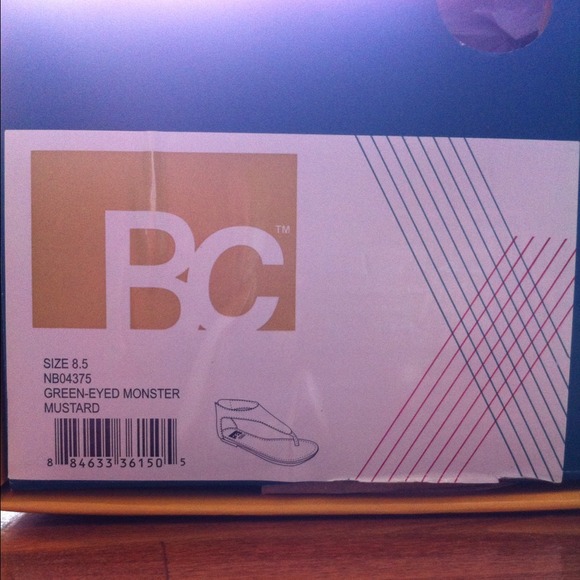 BC™
SIZE 8.5
NB04375
GREEN-EYED MONSTER
MUSTARD
8 84633 36150 5